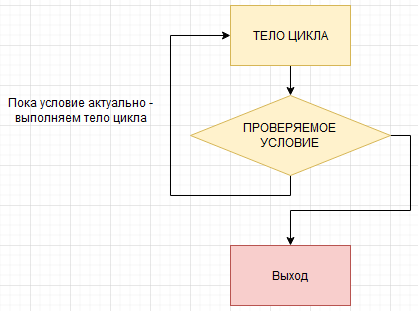 ТЕЛО ЦИКЛА
Пока условие актуально -
выполняем тело цикла
ПРОВЕРЯЕМОЕ
УСЛОВИЕ
Выход